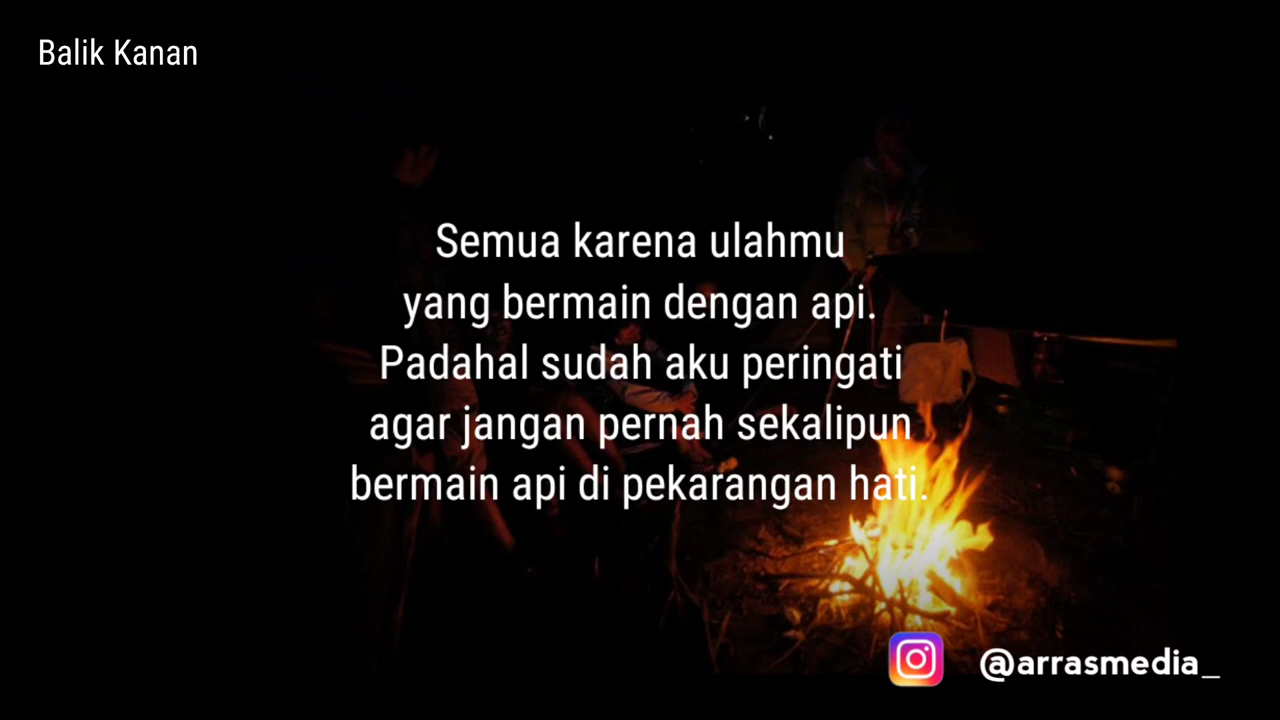 Balik Kanan
Semua karena ulahmu
yang bermain dengan api.
Padahal sudah aku peringati
agar jangan pernah sekalipun
bermain api di pekarangan hati.
@arrasmedia_